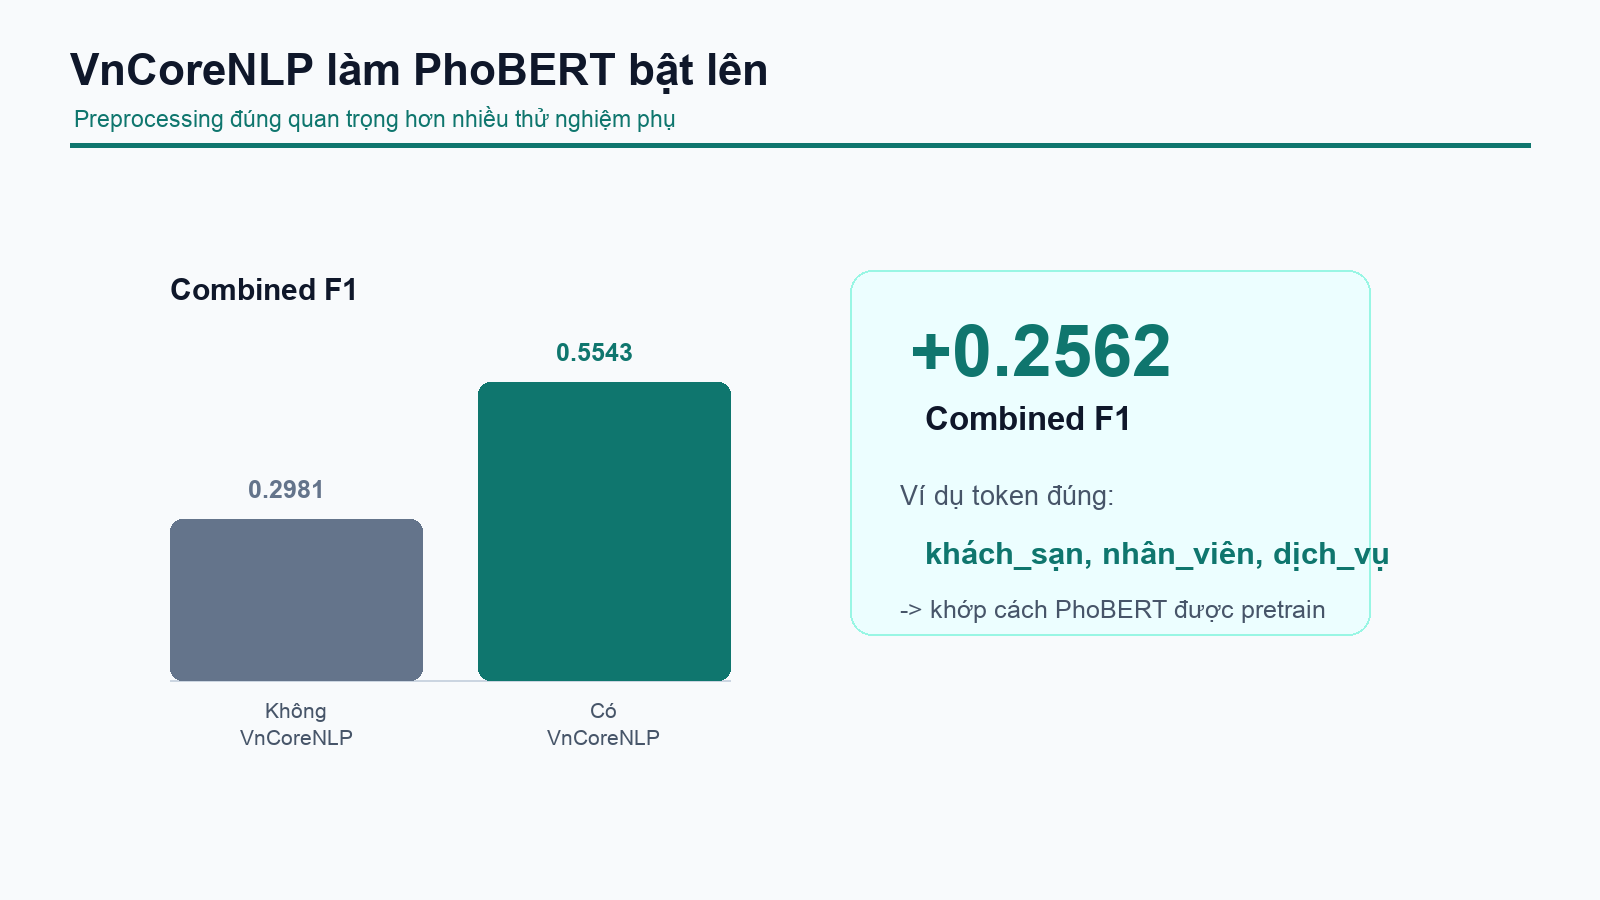 VnCoreNLP làm PhoBERT bật lên
Preprocessing đúng quan trọng hơn nhiều thử nghiệm phụ
Combined F1
0.5543
0.2981
Không
VnCoreNLP
Có
VnCoreNLP
+0.2562
Combined F1
Ví dụ token đúng:
khách_sạn, nhân_viên, dịch_vụ
-> khớp cách PhoBERT được pretrain